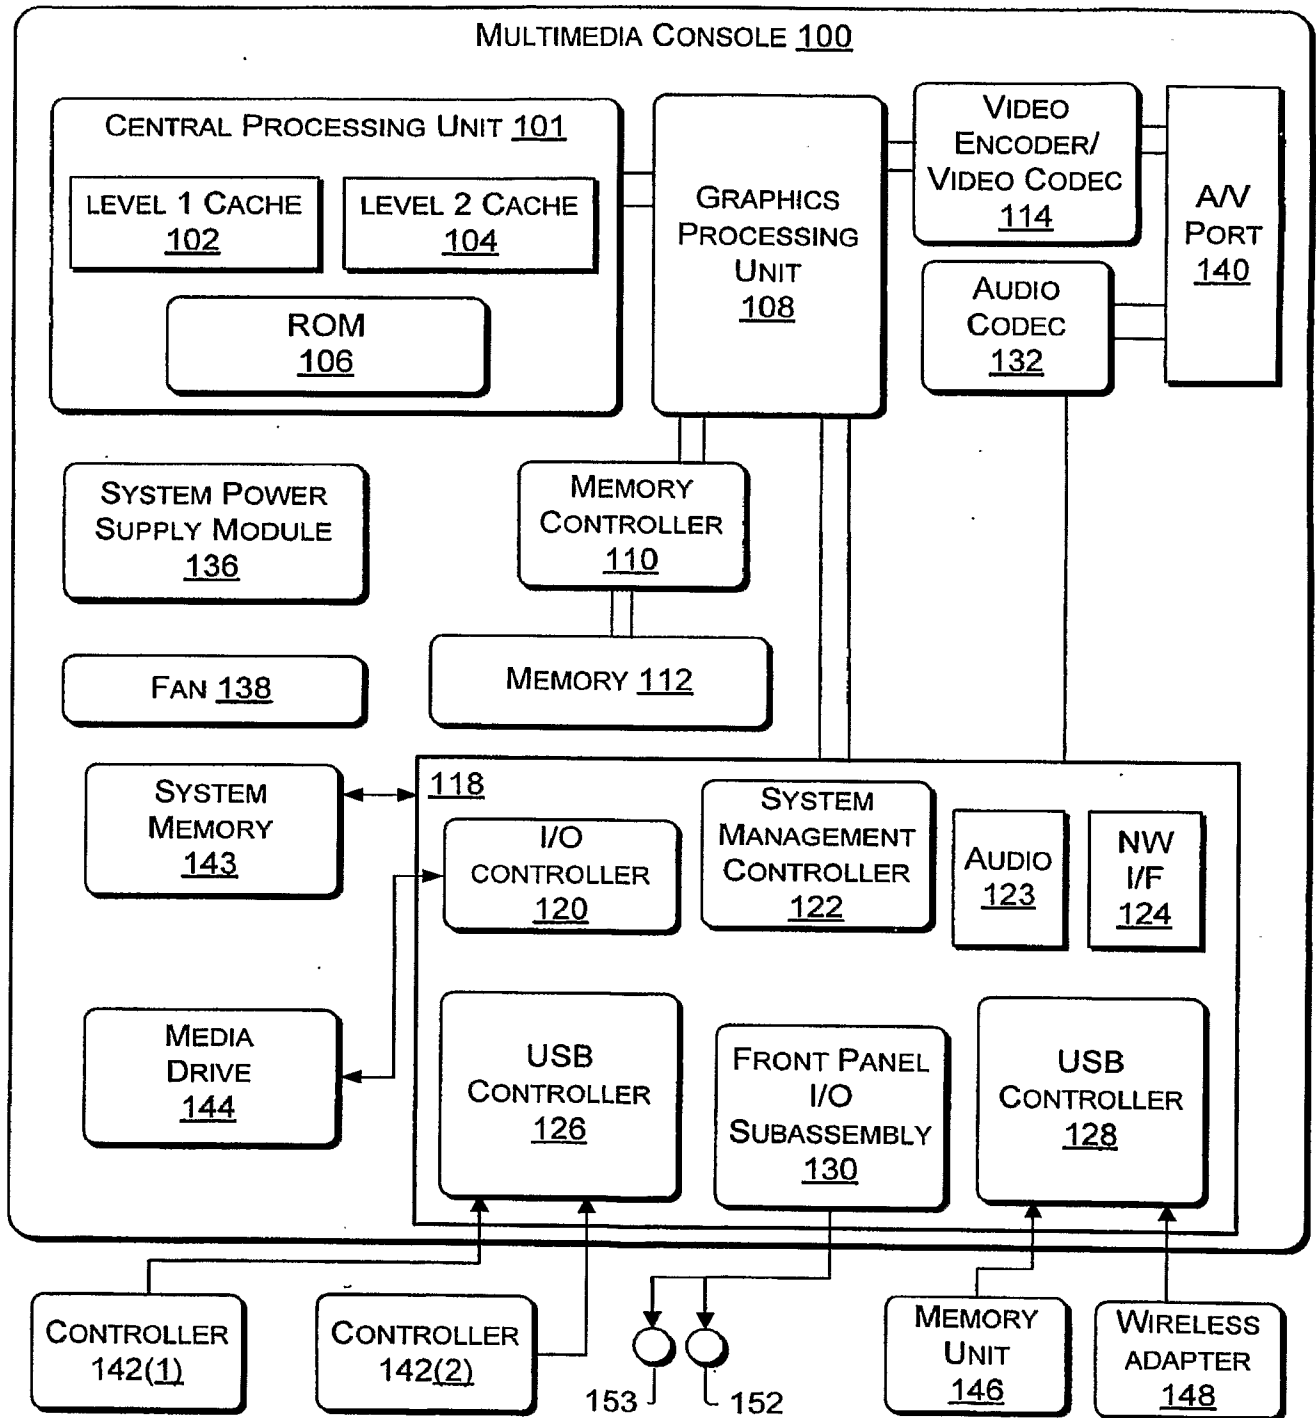 MULTIMEDIA CONSOLE 100
CENTRAL PROCESSING UNIT 101
LEVEL 1 CACHE
102
LEVEL 2 CACHE
104
ROM
106
GRAPHICS
PROCESSING
UNIT
108
VIDEO
ENCODER/
VIDEO CODEC
114
A/V
PORT
140
AUDIO
CODEC
132
SYSTEM POWER
SUPPLY MODULE
136
MEMORY
CONTROLLER
110
FAN 138
MEMORY 112
SYSTEM
MEMORY
143
118
I/O
CONTROLLER
120
SYSTEM
MANAGEMENT
CONTROLLER
122
AUDIO
123
NW
I/F
124
MEDIA
DRIVE
144
USB
CONTROLLER
126
FRONT PANEL
I/O
SUBASSEMBLY
130
USB
CONTROLLER
128
CONTROLLER
142(1)
CONTROLLER
142(2)
153
152
MEMORY
UNIT
146
WIRELESS
ADAPTER
148